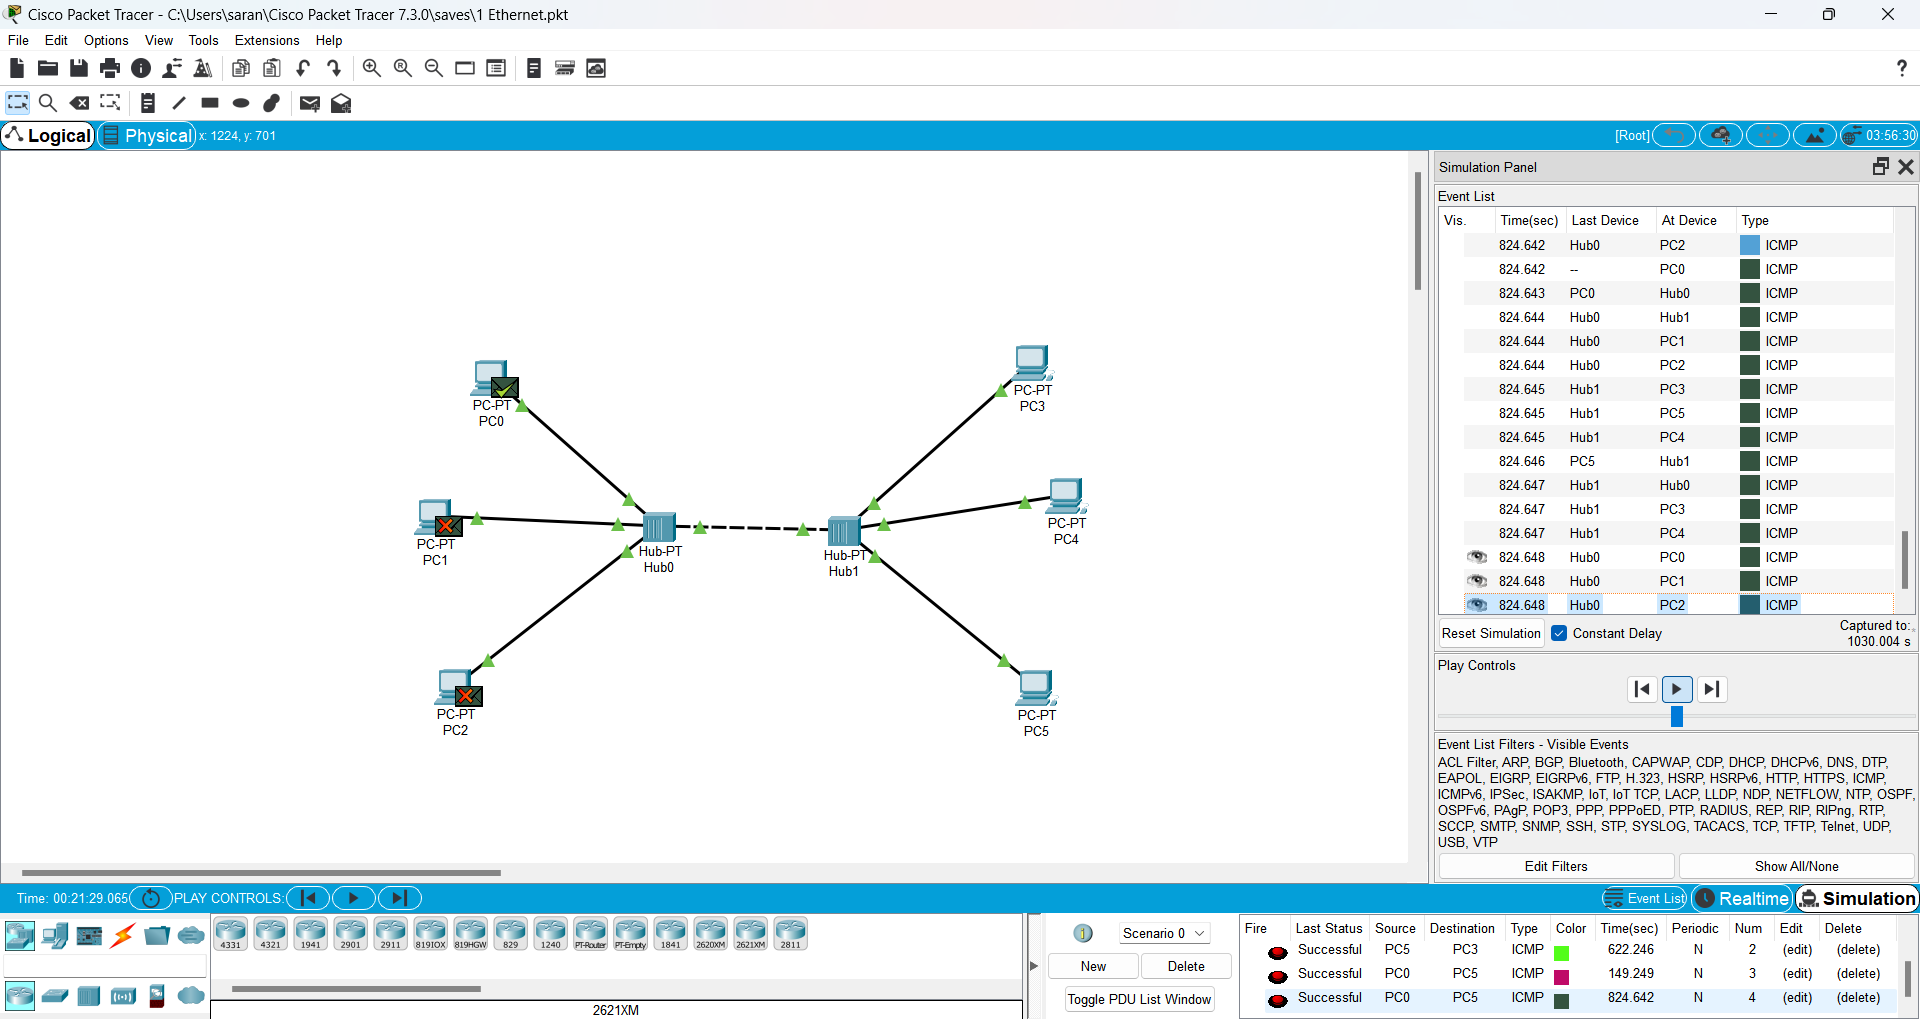 Cisco Packet Tracer - C:\Users\saran\Cisco Packet Tracer 7.3.0\saves\1 Ethernet.pkt
File Edit Options View Tools Extensions Help
?
Logical Physical x: 1224, y: 701 [Root] 03:56:30
Simulation Panel
Event List
Vis. Time(sec) Last Device At Device Type
824.642 Hub0 PC2 ICMP
824.642 -- PC0 ICMP
824.643 PC0 Hub0 ICMP
824.644 Hub0 Hub1 ICMP
824.644 Hub0 PC1 ICMP
824.644 Hub0 PC2 ICMP
824.645 Hub1 PC3 ICMP
824.645 Hub1 PC5 ICMP
824.645 Hub1 PC4 ICMP
824.646 PC5 Hub1 ICMP
824.647 Hub1 Hub0 ICMP
824.647 Hub1 PC3 ICMP
824.647 Hub1 PC4 ICMP
824.648 Hub0 PC0 ICMP
824.648 Hub0 PC1 ICMP
824.648 Hub0 PC2 ICMP
Reset Simulation Constant Delay Captured to:
1030.004 s
Play Controls
Event List Filters - Visible Events
ACL Filter, ARP, BGP, Bluetooth, CAPWAP, CDP, DHCP, DHCPv6, DNS, DTP,
EAPOL, EIGRP, EIGRPv6, FTP, H.323, HSRP, HSRPv6, HTTP, HTTPS, ICMP,
ICMPv6, IPSec, ISAKMP, IoT, IoT TCP, LACP, LLDP, NDP, NETFLOW, NTP, OSPF,
OSPFv6, PAgP, POP3, PPP, PPPoED, PTP, RADIUS, REP, RIP, RIPng, RTP,
SCCP, SMTP, SNMP, SSH, STP, SYSLOG, TACACS, TCP, TFTP, Telnet, UDP,
USB, VTP
Edit Filters Show All/None
PC-PT
PC0
PC-PT
PC1
PC-PT
PC2
Hub-PT
Hub0
Hub-PT
Hub1
PC-PT
PC3
PC-PT
PC4
PC-PT
PC5
Time: 00:21:29.065 PLAY CONTROLS: Event List Realtime Simulation
4331 4321 1941 2901 2911 819IOX 819HGW 829 1240 PT-Router PT-Empty 1841 2620XM 2621XM 2811
2621XM
1 Scenario 0
New Delete
Toggle PDU List Window
Fire Last Status Source Destination Type Color Time(sec) Periodic Num Edit Delete
Successful PC5 PC3 ICMP 622.246 N 2 (edit) (delete)
Successful PC0 PC5 ICMP 149.249 N 3 (edit) (delete)
Successful PC0 PC5 ICMP 824.642 N 4 (edit) (delete)